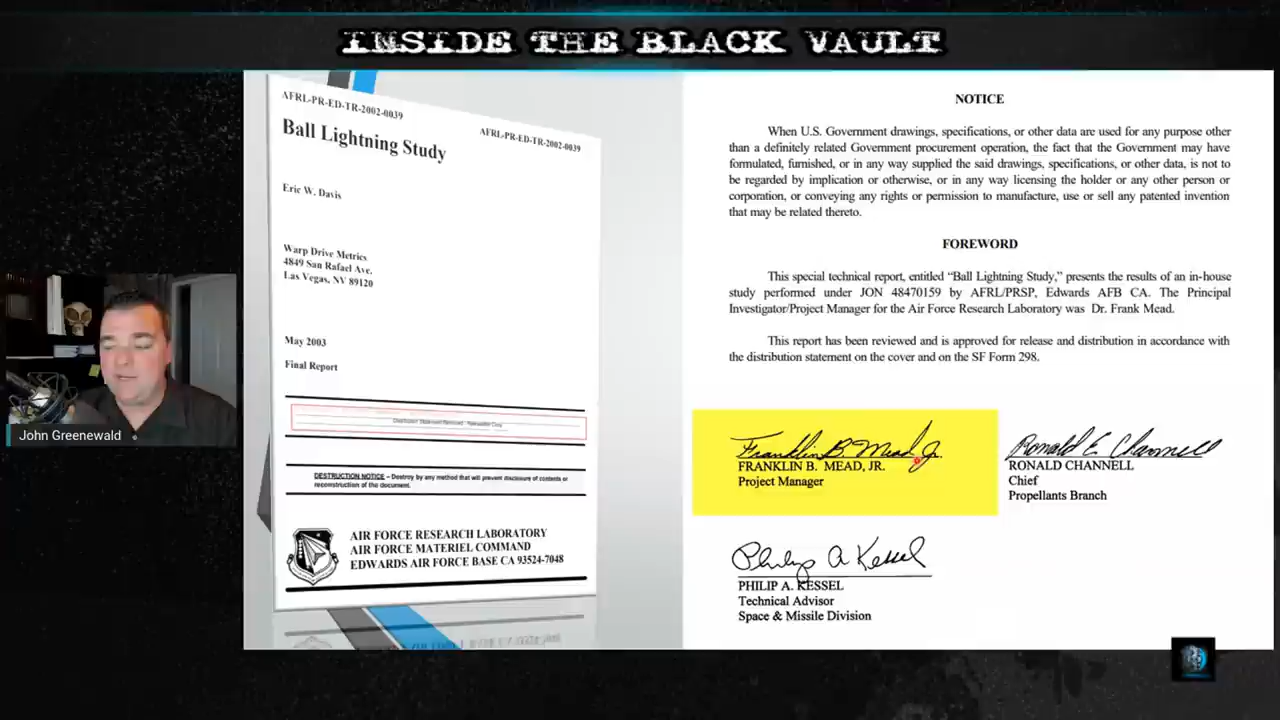 INSIDE THE BLACK VAULT
AFRL-PR-ED-TR-2002-0039
AFRL-PR-ED-TR-2002-0039
Ball Lightning Study
Eric W. Davis
Warp Drive Metrics
4849 San Rafael Ave.
Las Vegas, NV 89120
May 2003
Final Report
DESTRUCTION NOTICE – Destroy by any method that will prevent disclosure of contents or
reconstruction of the document.
AIR FORCE RESEARCH LABORATORY
AIR FORCE MATERIEL COMMAND
EDWARDS AIR FORCE BASE CA 93524-7048
NOTICE
When U.S. Government drawings, specifications, or other data are used for any purpose other
than a definitely related Government procurement operation, the fact that the Government may have
formulated, furnished, or in any way supplied the said drawings, specifications, or other data, is not to
be regarded by implication or otherwise, or in any way licensing the holder or any other person or
corporation, or conveying any rights or permission to manufacture, use or sell any patented invention
that may be related thereto.
FOREWORD
This special technical report, entitled “Ball Lightning Study,” presents the results of an in-house
study performed under JON 48470159 by AFRL/PRSP, Edwards AFB CA. The Principal
Investigator/Project Manager for the Air Force Research Laboratory was Dr. Frank Mead.
This report has been reviewed and is approved for release and distribution in accordance with
the distribution statement on the cover and on the SF Form 298.
Franklin B. Mead Jr.
FRANKLIN B. MEAD, JR.
Project Manager
Ronald E Channell
RONALD CHANNELL
Chief
Propellants Branch
Philip A Kessel
PHILIP A. KESSEL
Technical Advisor
Space & Missile Division
John Greenewald